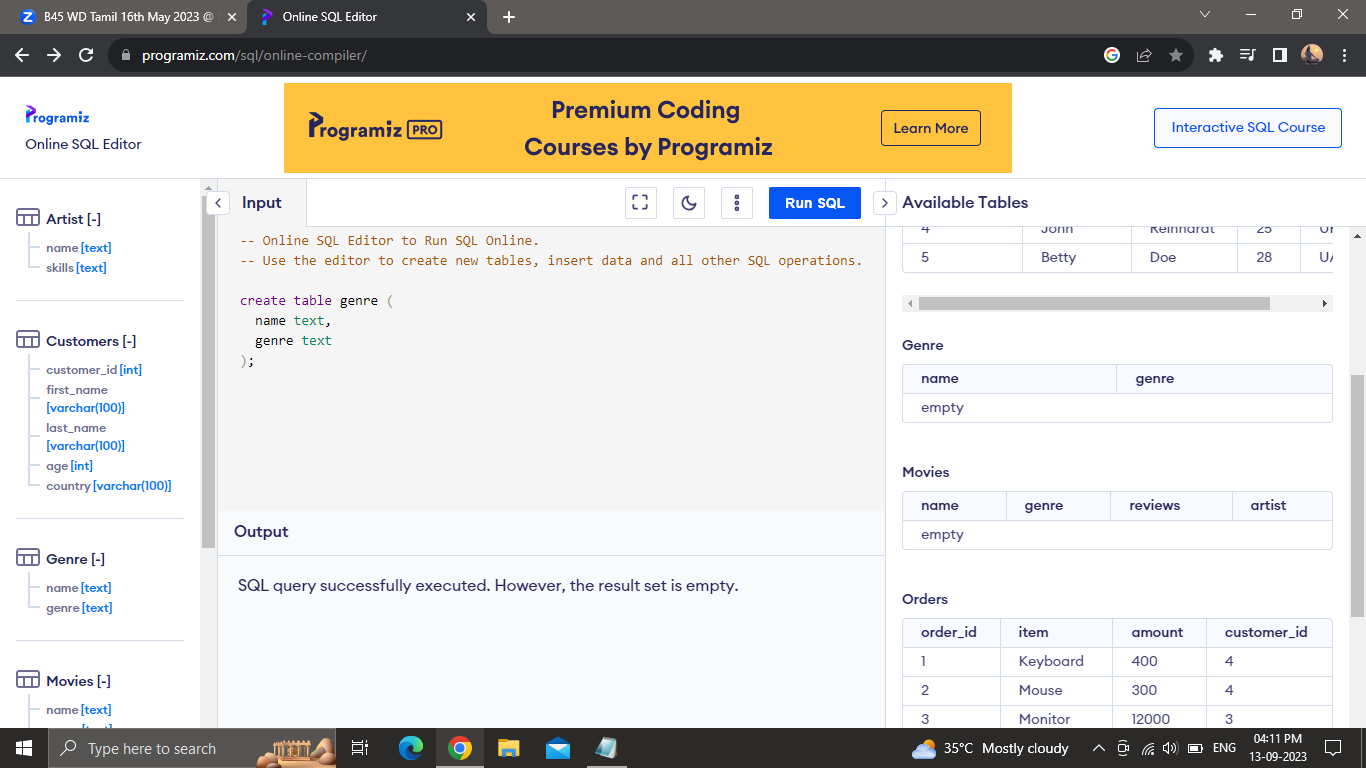 B45 WD Tamil 16th May 2023 @
Online SQL Editor
programiz.com/sql/online-compiler/
Programiz
Online SQL Editor
Programiz PRO
Premium Coding
Courses by Programiz
Learn More
Interactive SQL Course
Artist [-]
name [text]
skills [text]
Customers [-]
customer_id [int]
first_name
[varchar(100)]
last_name
[varchar(100)]
age [int]
country [varchar(100)]
Genre [-]
name [text]
genre [text]
Movies [-]
name [text]
Input
Run SQL
-- Online SQL Editor to Run SQL Online.
-- Use the editor to create new tables, insert data and all other SQL operations.
create table genre (
name text,
genre text
);
Output
SQL query successfully executed. However, the result set is empty.
Available Tables
4 John Reinhardt 25
5 Betty Doe 28
Genre
name genre
empty
Movies
name genre reviews artist
empty
Orders
order_id item amount customer_id
1 Keyboard 400 4
2 Mouse 300 4
3 Monitor 12000 3
Type here to search
35°C Mostly cloudy
ENG
04:11 PM
13-09-2023